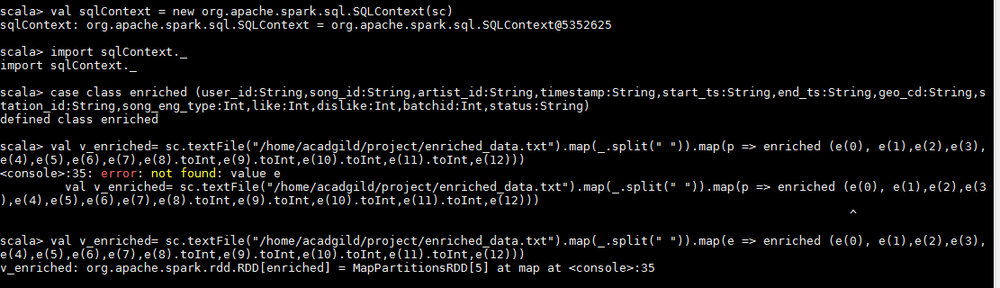 scala> val sqlContext = new org.apache.spark.sql.SQLContext(sc)
sqlContext: org.apache.spark.sql.SQLContext = org.apache.spark.sql.SQLContext@5352625
scala> import sqlContext._
import sqlContext._
scala> case class enriched (user_id:String,song_id:String,artist_id:String,timestamp:String,start_ts:String,end_ts:String,geo_cd:String,s
tation_id:String,song_eng_type:Int,like:Int,dislike:Int,batchid:Int,status:String)
defined class enriched
scala> val v_enriched= sc.textFile("/home/acadgild/project/enriched_data.txt").map(_.split(" ")).map(p => enriched (e(0), e(1),e(2),e(3),
e(4),e(5),e(6),e(7),e(8).toInt,e(9).toInt,e(10).toInt,e(11).toInt,e(12)))
<console>:35: error: not found: value e
val v_enriched= sc.textFile("/home/acadgild/project/enriched_data.txt").map(_.split(" ")).map(p => enriched (e(0), e(1),e(2),e(3
),e(4),e(5),e(6),e(7),e(8).toInt,e(9).toInt,e(10).toInt,e(11).toInt,e(12)))
^
scala> val v_enriched= sc.textFile("/home/acadgild/project/enriched_data.txt").map(_.split(" ")).map(e => enriched (e(0), e(1),e(2),e(3),
e(4),e(5),e(6),e(7),e(8).toInt,e(9).toInt,e(10).toInt,e(11).toInt,e(12)))
v_enriched: org.apache.spark.rdd.RDD[enriched] = MapPartitionsRDD[5] at map at <console>:35